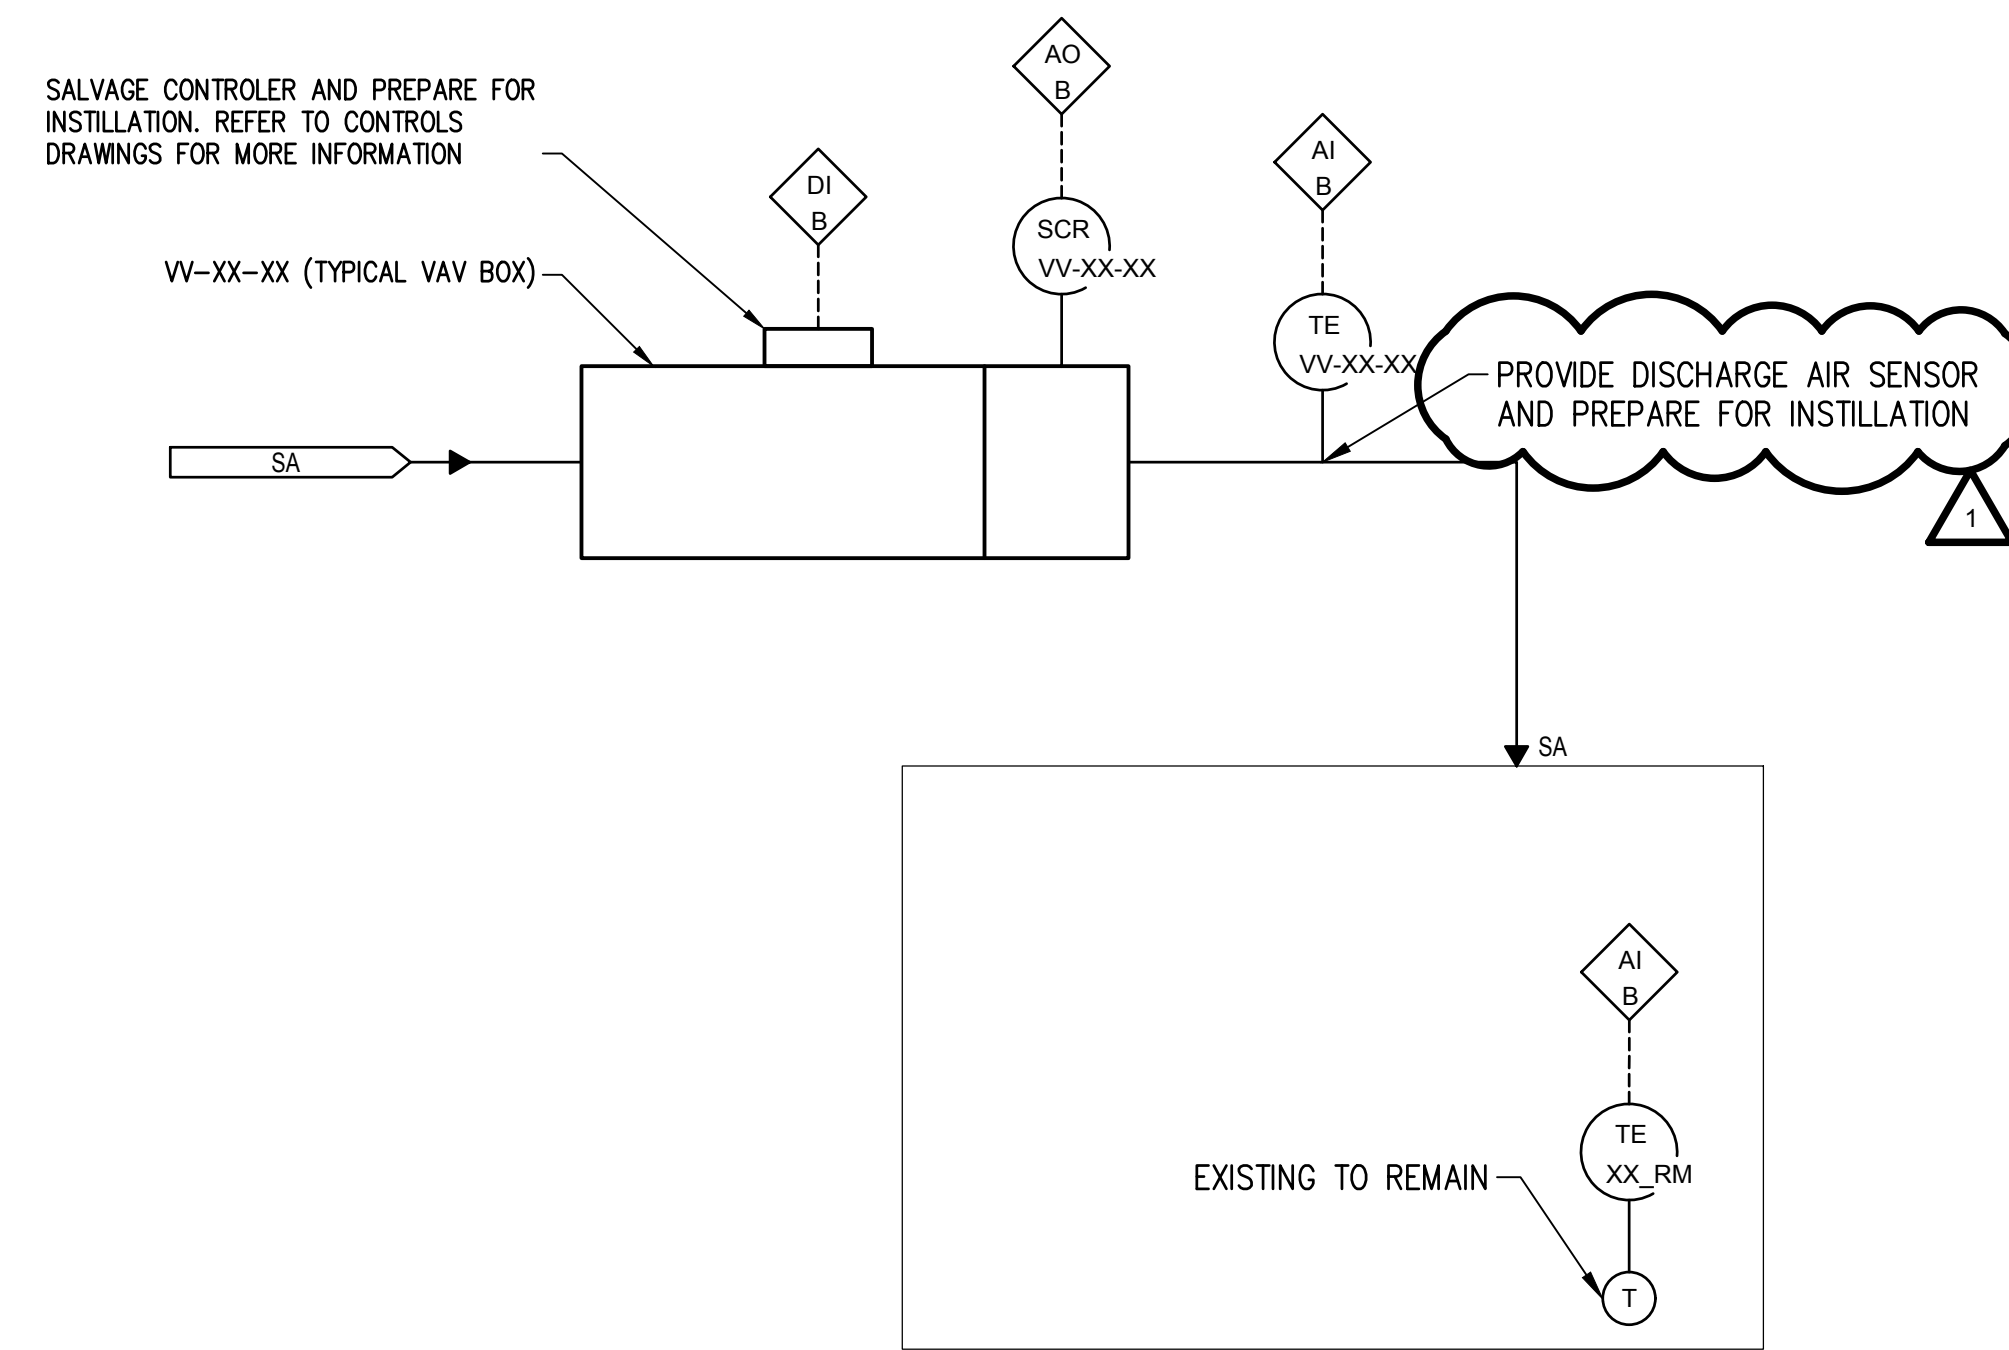 AO
B
SALVAGE CONTROLER AND PREPARE FOR
INSTILLATION. REFER TO CONTROLS
DRAWINGS FOR MORE INFORMATION
AI
B
DI
B
SCR
VV-XX-XX
VV-XX-XX (TYPICAL VAV BOX)
TE
VV-XX-XX
PROVIDE DISCHARGE AIR SENSOR
AND PREPARE FOR INSTILLATION
SA
1
SA
AI
B
TE
XX_RM
EXISTING TO REMAIN
T